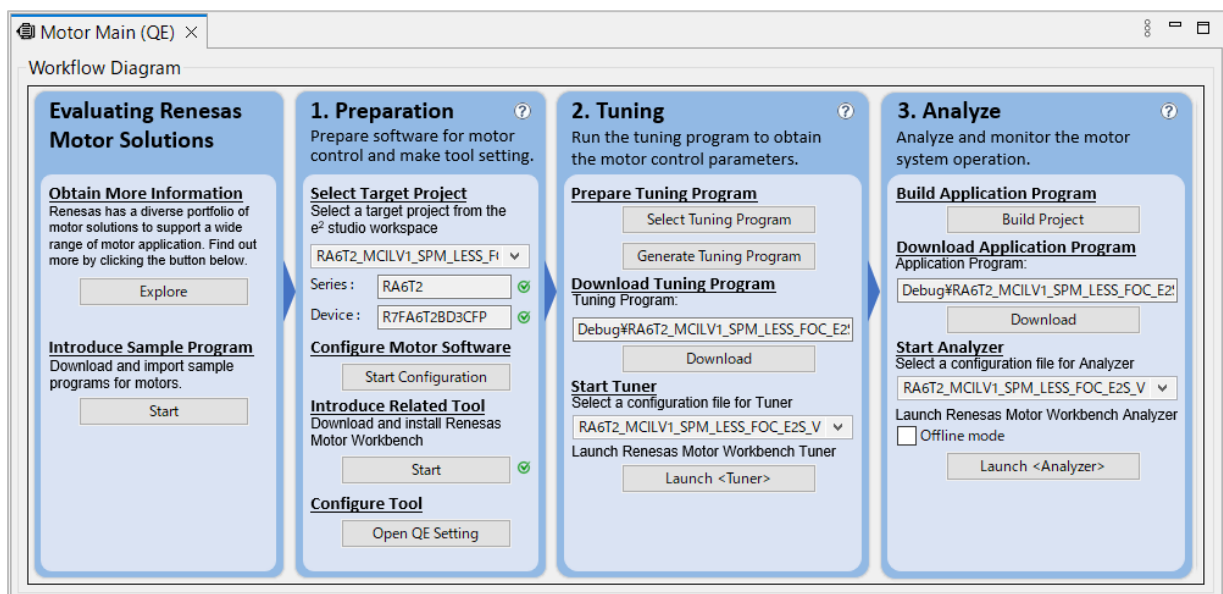 Motor Main (QE)
Workflow Diagram
Evaluating Renesas
Motor Solutions
Obtain More Information
Renesas has a diverse portfolio of
motor solutions to support a wide
range of motor application. Find out
more by clicking the button below.
Explore
Introduce Sample Program
Download and import sample
programs for motors.
Start
1. Preparation
Prepare software for motor
control and make tool setting.
Select Target Project
Select a target project from the
e² studio workspace
RA6T2_MCILV1_SPM_LESS_F
Series :
RA6T2
Device :
R7FA6T2BD3CFP
Configure Motor Software
Start Configuration
Introduce Related Tool
Download and install Renesas
Motor Workbench
Start
Configure Tool
Open QE Setting
2. Tuning
Run the tuning program to obtain
the motor control parameters.
Prepare Tuning Program
Select Tuning Program
Generate Tuning Program
Download Tuning Program
Tuning Program:
Debug¥RA6T2_MCILV1_SPM_LESS_FOC_E2
Download
Start Tuner
Select a configuration file for Tuner
RA6T2_MCILV1_SPM_LESS_FOC_E2S_V
Launch Renesas Motor Workbench Tuner
Launch <Tuner>
3. Analyze
Analyze and monitor the motor
system operation.
Build Application Program
Build Project
Download Application Program
Application Program:
Debug¥RA6T2_MCILV1_SPM_LESS_FOC_E2
Download
Start Analyzer
Select a configuration file for Analyzer
RA6T2_MCILV1_SPM_LESS_FOC_E2S_V
Launch Renesas Motor Workbench Analyzer
Offline mode
Launch <Analyzer>